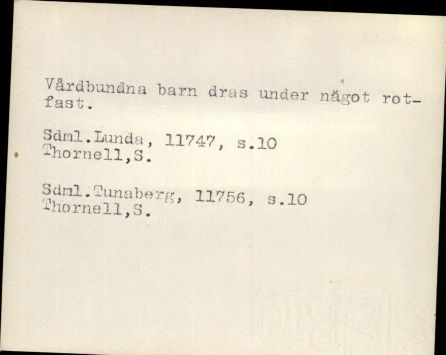 Vårdbundna barn dras under något rot-
fast.
Sdml.Lunda, 11747, s.10
Thornell,S.
Sdml.Tunaberg, 11756, s.10
Thornell,S.